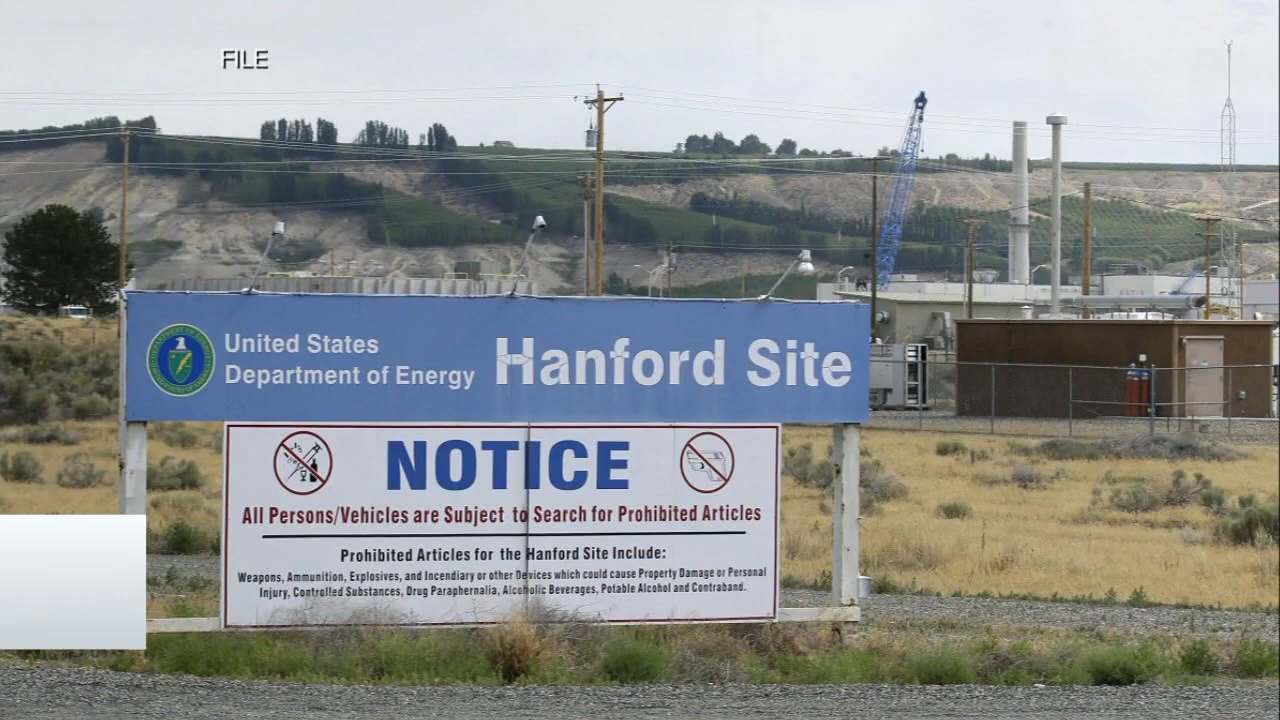 FILE
United States
Department of Energy
Hanford Site
NOTICE
All Persons/Vehicles are Subject to Search for Prohibited Articles
Prohibited Articles for the Hanford Site Include:
Weapons, Ammunition, Explosives, and Incendiary or other Devices which could cause Property Damage or Personal
Injury, Controlled Substances, Drug Paraphernalia, Alcoholic Beverages, Potable Alcohol and Contraband.